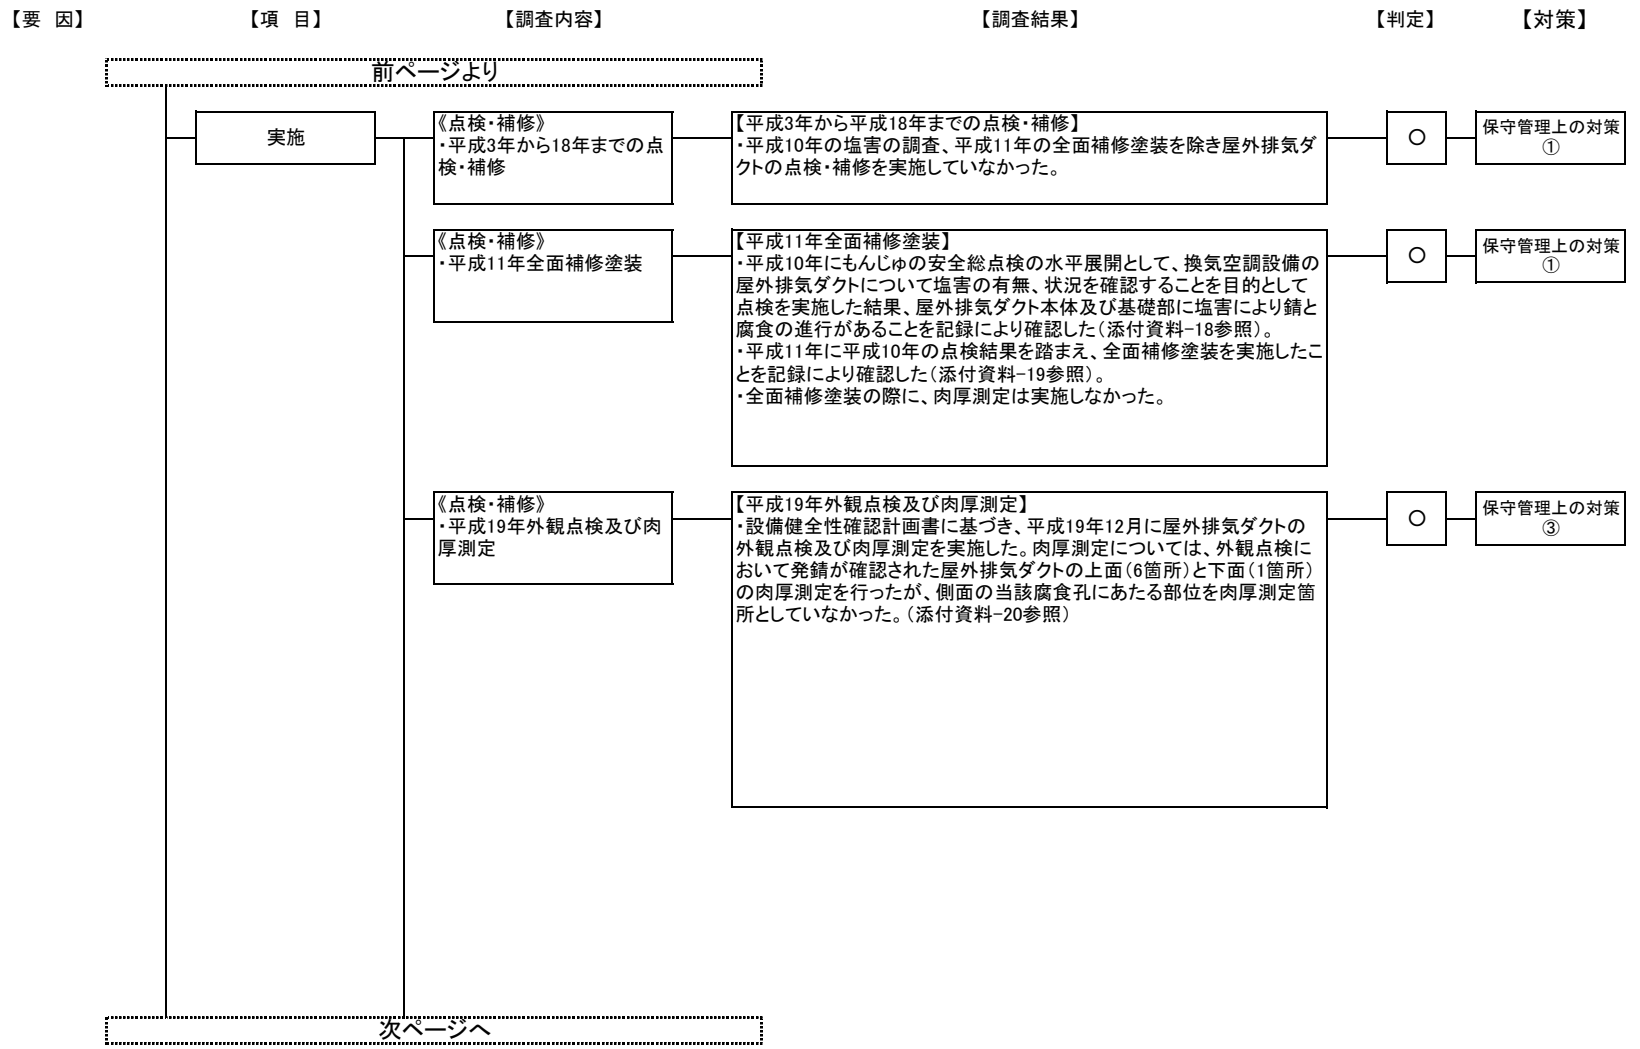 【要　因】
【項　目】
【調査内容】
【調査結果】
【判定】
【対策】
前ページより
実施
《点検・補修》
・平成3年から18年までの点
検・補修
【平成3年から平成18年までの点検・補修】
・平成10年の塩害の調査、平成11年の全面補修塗装を除き屋外排気ダ
クトの点検・補修を実施していなかった。
○
保守管理上の対策
①
《点検・補修》
・平成11年全面補修塗装
【平成11年全面補修塗装】
・平成10年にもんじゅの安全総点検の水平展開として、換気空調設備の
屋外排気ダクトについて塩害の有無、状況を確認することを目的として
点検を実施した結果、屋外排気ダクト本体及び基礎部に塩害により錆と
腐食の進行があることを記録により確認した（添付資料-18参照）。
・平成11年に平成10年の点検結果を踏まえ、全面補修塗装を実施したこ
とを記録により確認した（添付資料-19参照）。
・全面補修塗装の際に、肉厚測定は実施しなかった。
○
保守管理上の対策
①
《点検・補修》
・平成19年外観点検及び肉
厚測定
【平成19年外観点検及び肉厚測定】
・設備健全性確認計画書に基づき、平成19年12月に屋外排気ダクトの
外観点検及び肉厚測定を実施した。肉厚測定については、外観点検に
おいて発錆が確認された屋外排気ダクトの上面（6箇所）と下面（1箇所）
の肉厚測定を行ったが、側面の当該腐食孔にあたる部位を肉厚測定箇
所としていなかった。（添付資料-20参照）
○
保守管理上の対策
③
次ページへ